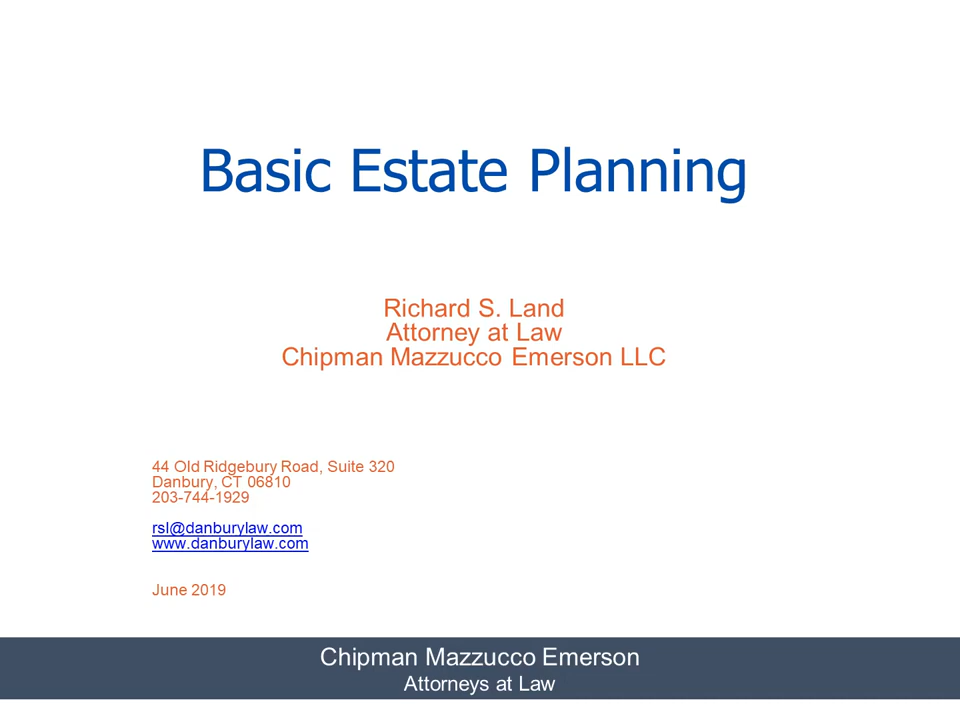 Basic Estate Planning
Richard S. Land
Attorney at Law
Chipman Mazzucco Emerson LLC
44 Old Ridgebury Road, Suite 320
Danbury, CT 06810
203-744-1929
rsl@danburylaw.com
www.danburylaw.com
June 2019
Chipman Mazzucco Emerson
Attorneys at Law